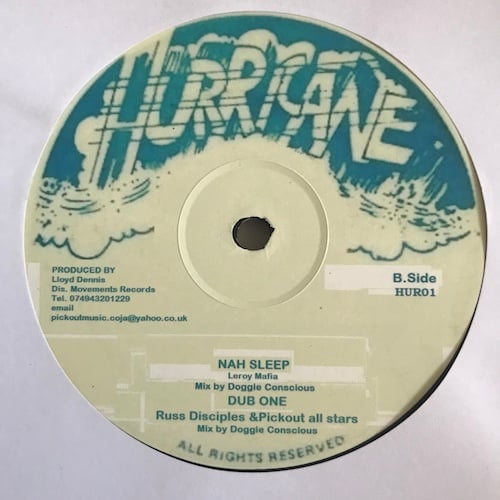 HURRICANE
PRODUCED BY
Lloyd Dennis
Dis. Movements Records
Tel. 074943201229
email
pickoutmusic.coja@yahoo.co.uk
B.Side
HUR01
NAH SLEEP
Leroy Mafia
Mix by Doggie Conscious
DUB ONE
Russ Disciples &Pickout all stars
Mix by Doggie Conscious
ALL RIGHTS RESERVED